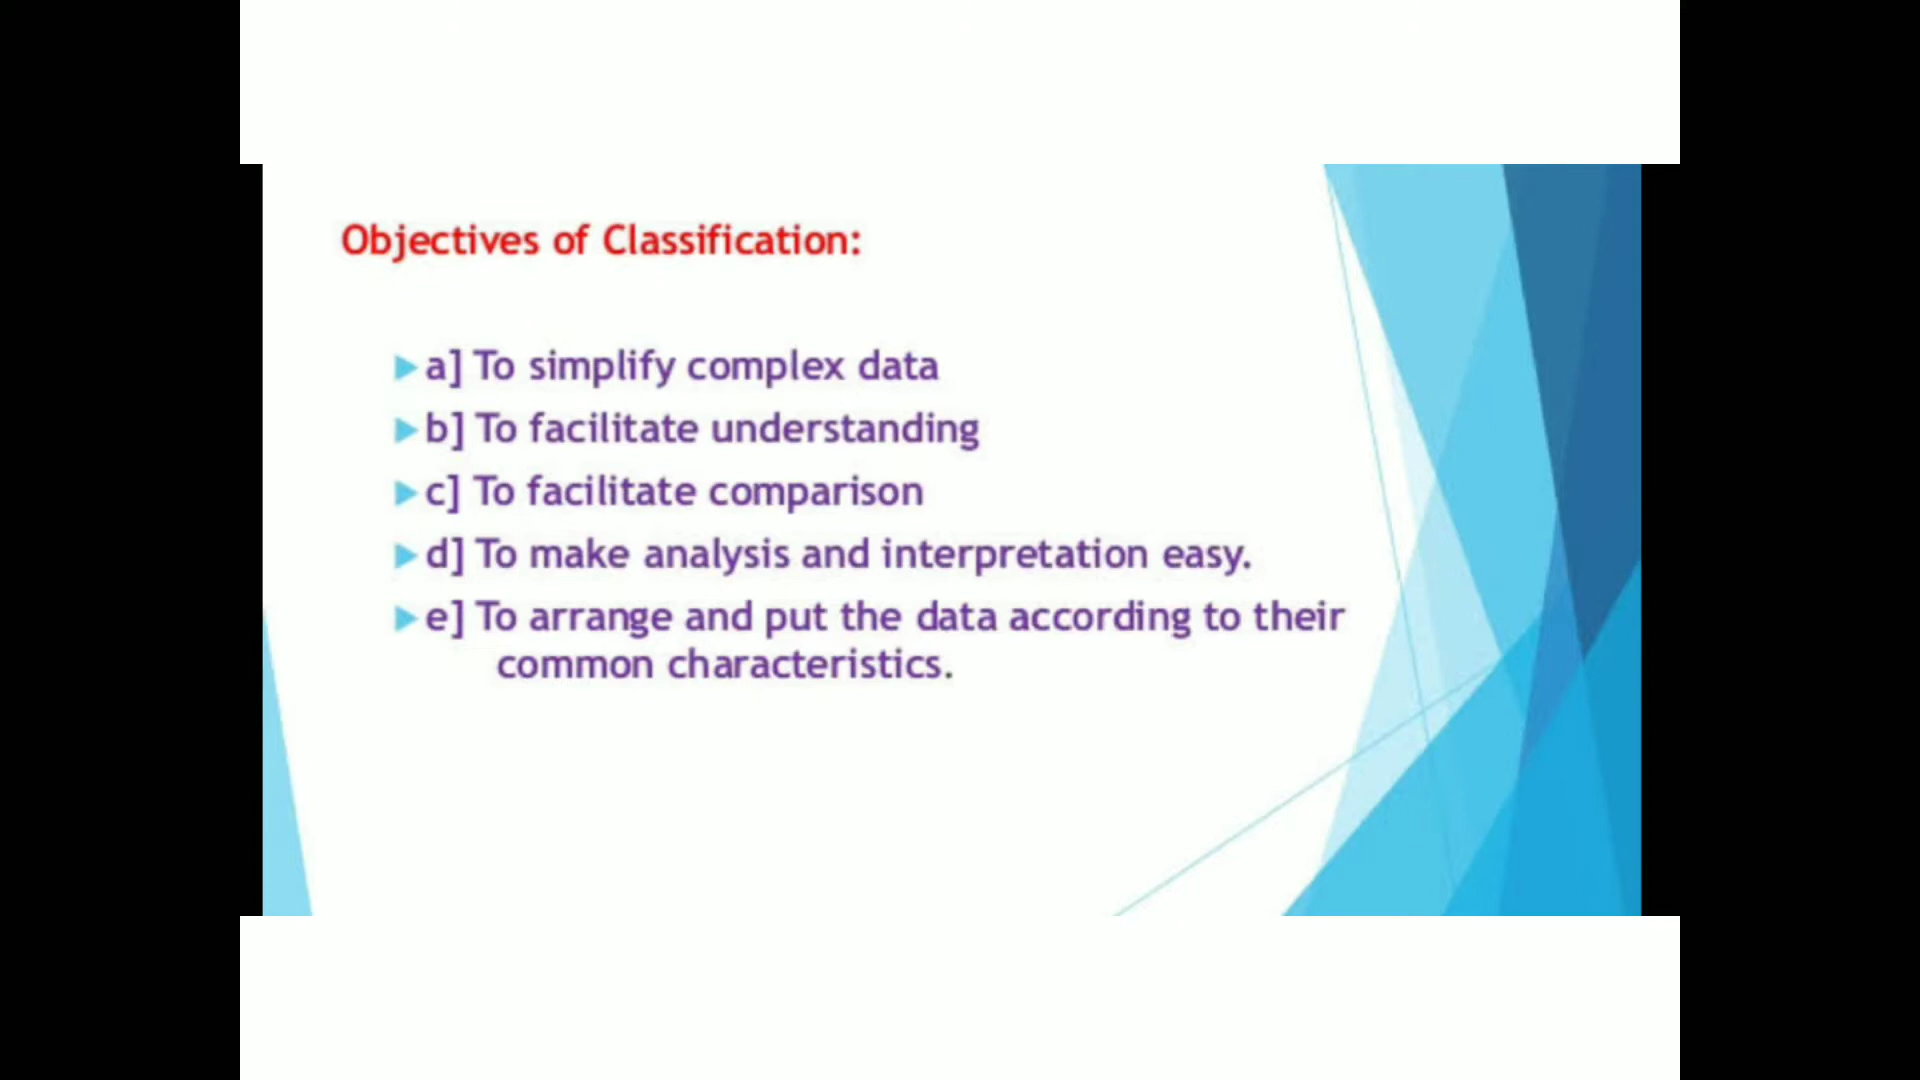 Objectives of Classification:
a] To simplify complex data
b] To facilitate understanding
c] To facilitate comparison
d] To make analysis and interpretation easy.
e] To arrange and put the data according to their
common characteristics.